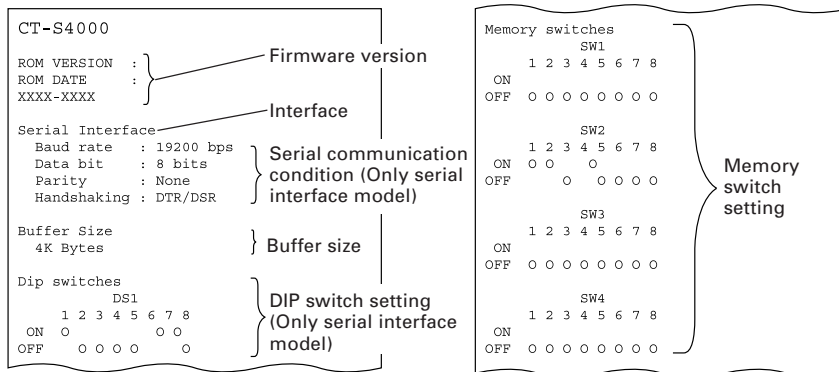 CT-S4000
ROM VERSION :
ROM DATE :
XXXX-XXXX
Firmware version
Serial Interface
Interface
Baud rate : 19200 bps
Data bit : 8 bits
Parity : None
Handshaking : DTR/DSR
Serial communication
condition (Only serial
interface model)
Buffer Size
4K Bytes
Buffer size
Dip switches
DS1
1 2 3 4 5 6 7 8
ON O O O
OFF O O O O O
DIP switch setting
(Only serial interface
model)
Memory switches
SW1
1 2 3 4 5 6 7 8
ON
OFF O O O O O O O O
SW2
1 2 3 4 5 6 7 8
ON O O O
OFF O O O O O
SW3
1 2 3 4 5 6 7 8
ON
OFF O O O O O O O O
SW4
1 2 3 4 5 6 7 8
ON
OFF O O O O O O O O
Memory
switch
setting